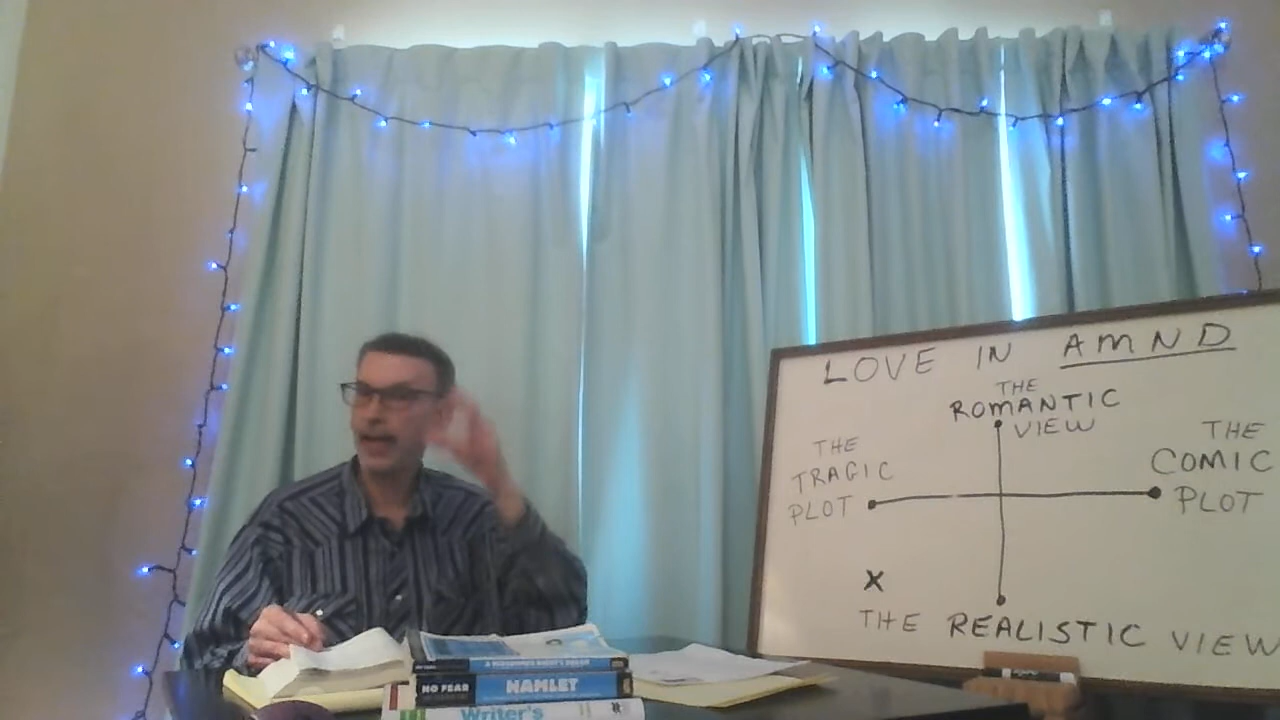 LOVE IN AMND
THE
ROMANTIC
VIEW
THE
TRAGIC
PLOT
THE
COMIC
PLOT
X
THE REALISTIC VIEW
A MIDSUMMER NIGHT'S DREAM
NO FEAR HAMLET
Writer's